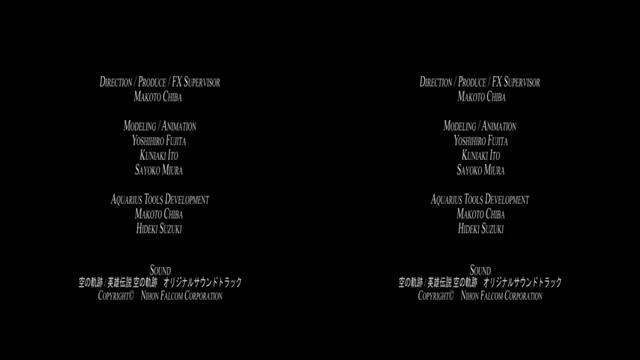 DIRECTION / PRODUCE / FX SUPERVISOR
MAKOTO CHIBA
MODELING / ANIMATION
YOSHIHIRO FUJITA
KUNIAKI ITO
SAYOKO MIURA
AQUARIUS TOOLS DEVELOPMENT
MAKOTO CHIBA
HIDEKI SUZUKI
SOUND
空の軌跡 / 英雄伝説 空の軌跡 オリジナルサウンドトラック
COPYRIGHT© NIHON FALCOM CORPORATION
DIRECTION / PRODUCE / FX SUPERVISOR
MAKOTO CHIBA
MODELING / ANIMATION
YOSHIHIRO FUJITA
KUNIAKI ITO
SAYOKO MIURA
AQUARIUS TOOLS DEVELOPMENT
MAKOTO CHIBA
HIDEKI SUZUKI
SOUND
空の軌跡 / 英雄伝説 空の軌跡 オリジナルサウンドトラック
COPYRIGHT© NIHON FALCOM CORPORATION